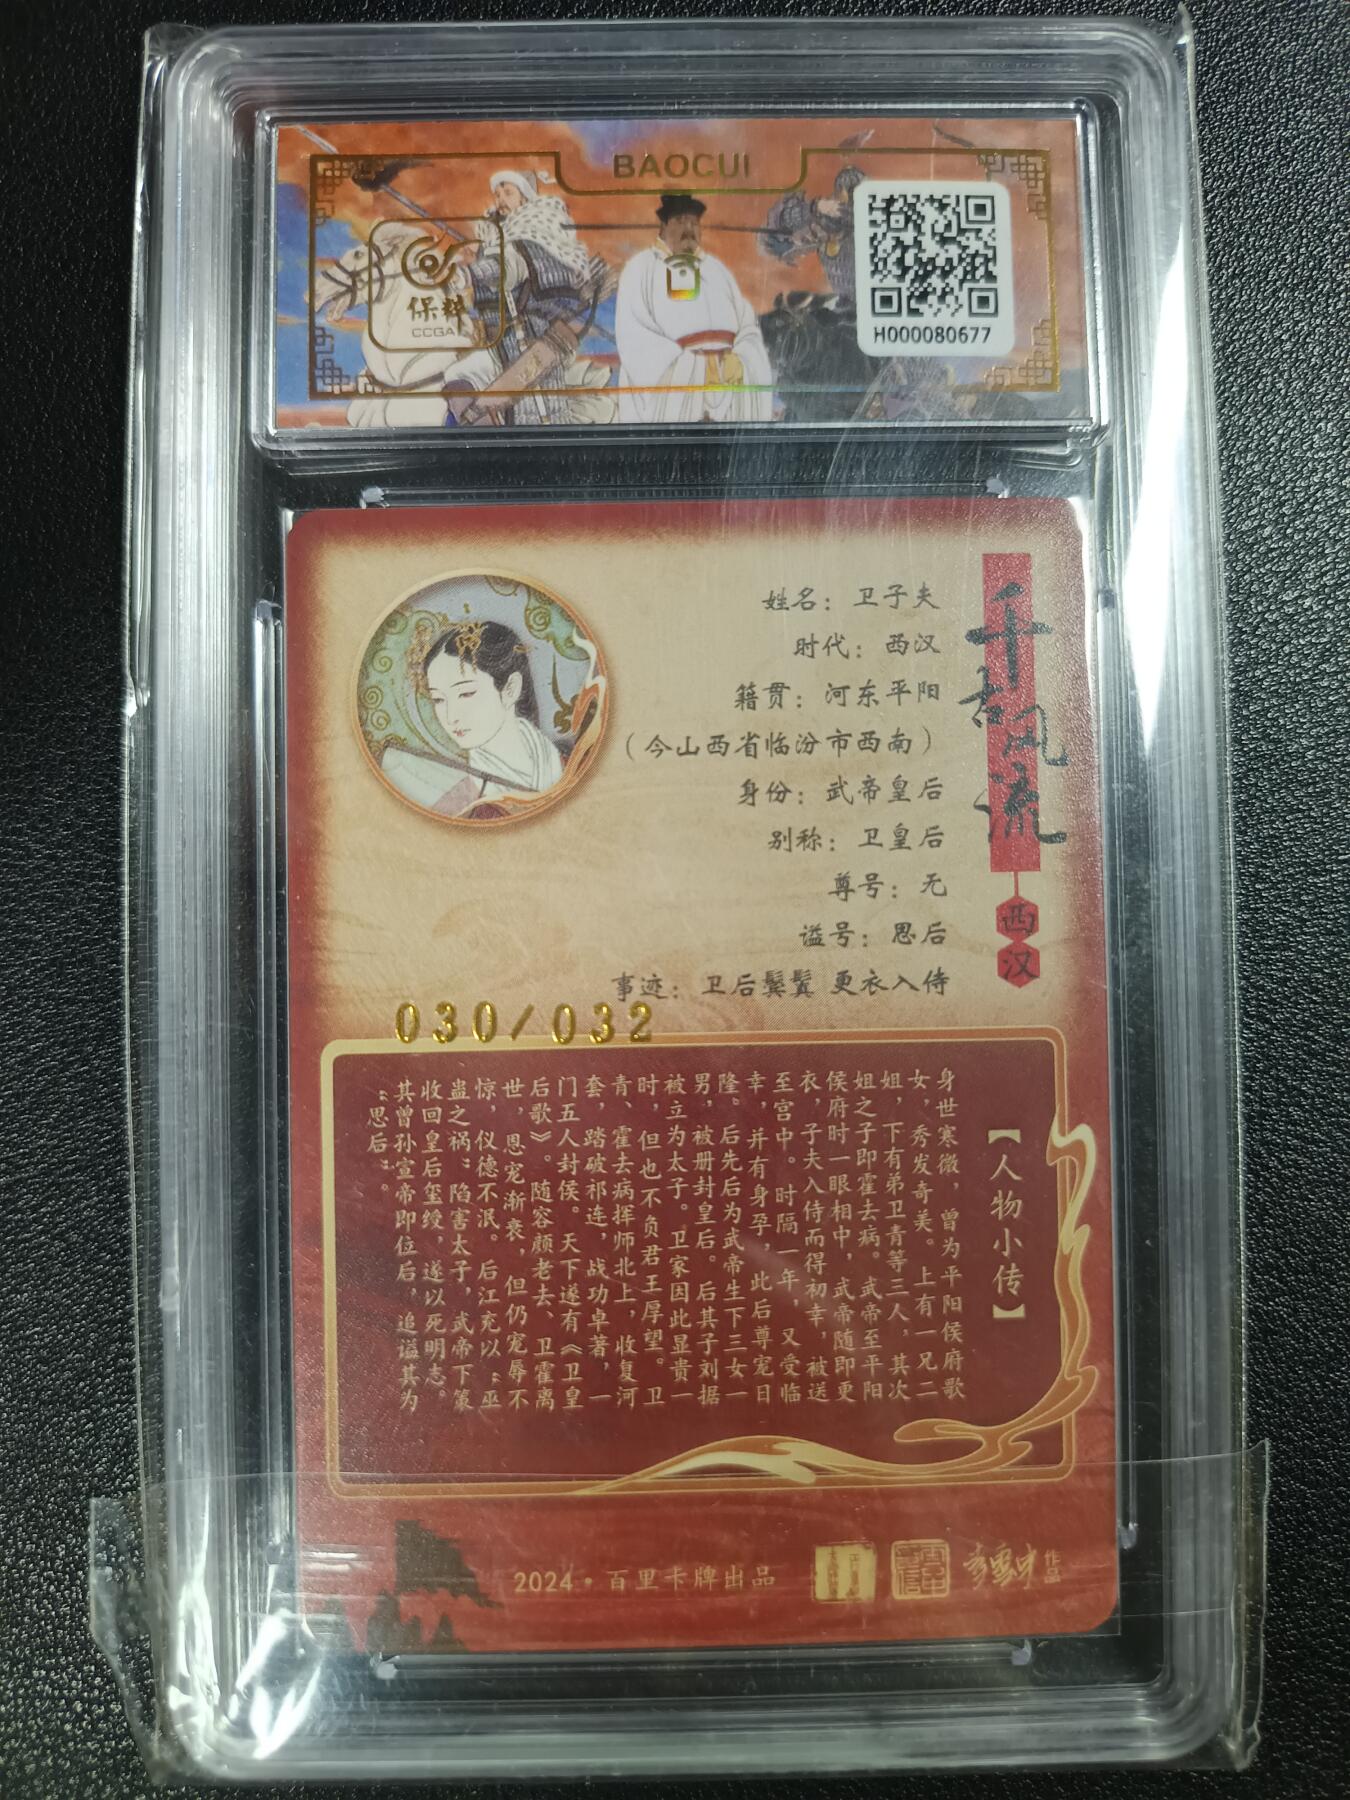 BAOCUI
保粹
CCGA
H000080677
千古风流
西汉
姓名：卫子夫
时代：西汉
籍贯：河东平阳
（今山西省临汾市西南）
身份：武帝皇后
别称：卫皇后
尊号：无
谥号：思后
事迹：卫后鬓鬒 更衣入侍
030/032
【人物小传】
身世寒微，曾为平阳侯府歌
女，秀发奇美。上有一兄二
姐，下有弟卫青等三人，其次
姐之子即霍去病。武帝至平阳
侯府时一眼相中，武帝随即更
衣，子夫入侍而得初幸，被送
至宫中。时隔一年，又受临
幸，并有身孕，此后尊宠日
隆。后先后为武帝生下三女一
男，被册封皇后。后其子刘据
被立为太子。卫家因此显贵一
时，但也不负君王厚望。卫
青、霍去病挥师北上，收复河
套，踏破祁连，战功卓著，一
门五人封侯。天下遂有《卫皇
后歌》。随容颜老去、卫霍离
世，恩宠渐衰，但仍宠辱不
惊，仪德不泯。后江充以“巫
蛊之祸”陷害太子，武帝下策
收回皇后玺绶，遂以死明志。
其曾孙宣帝即位后，追谥其为
“思后”。
2024·百里卡牌出品
作品